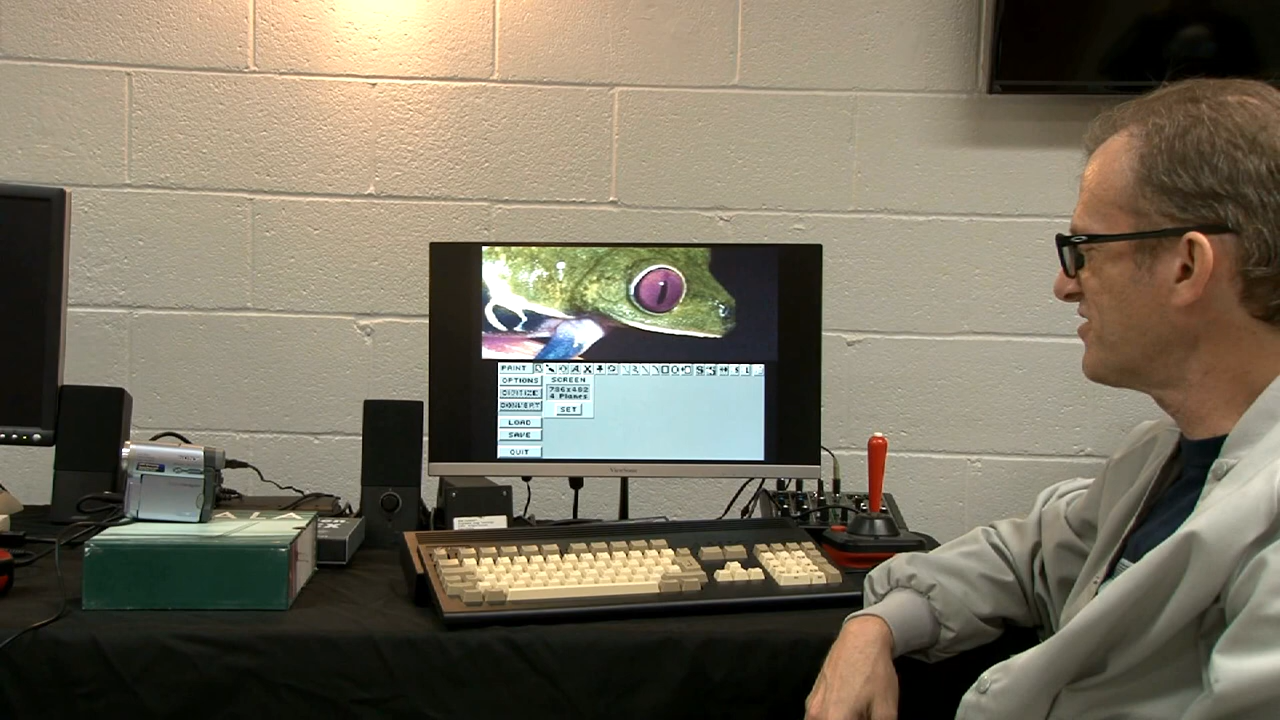 PAINT
OPTIONS
DIGITIZE
CONVERT
LOAD
SAVE
QUIT
SCREEN
786x482
4 Planes
SET
ViewSonic